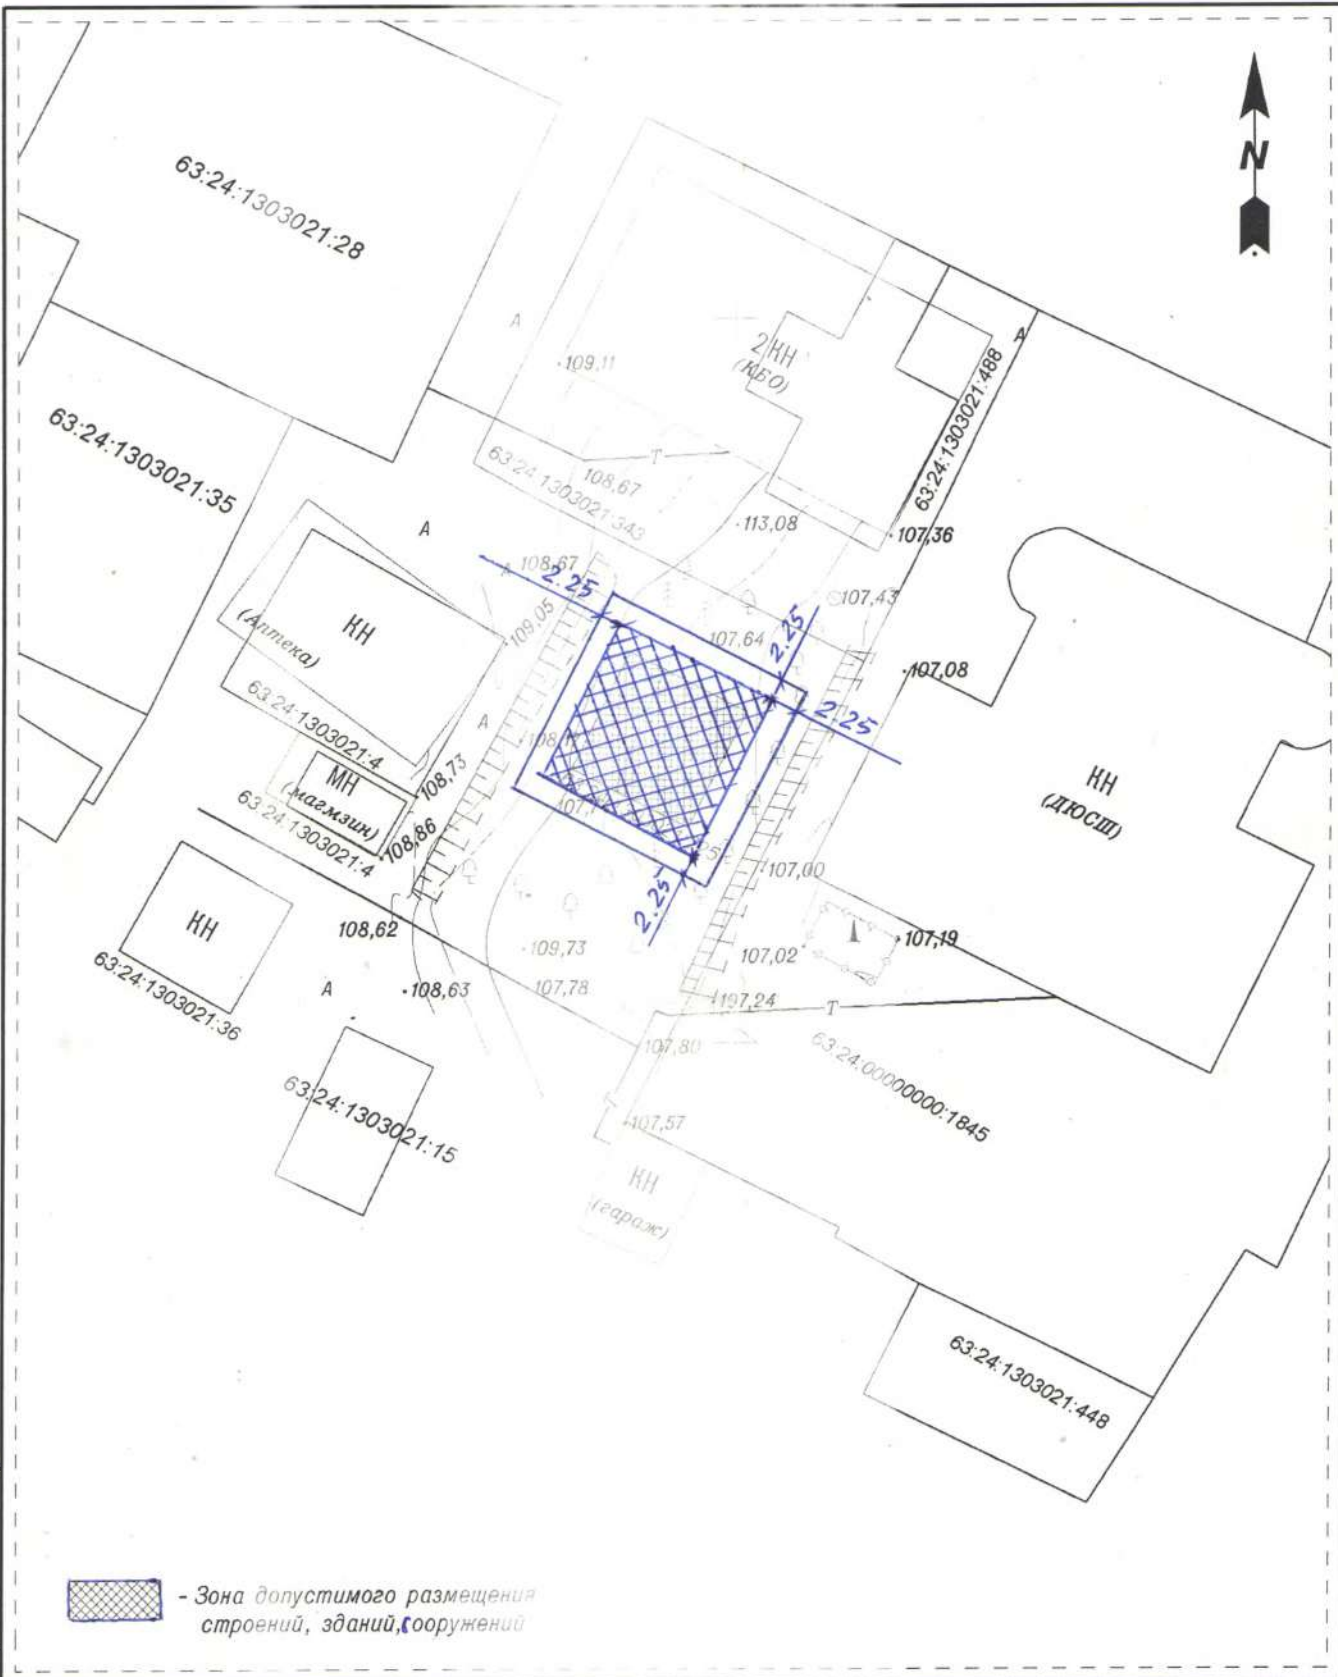 N
63:24:1303021:28
А
А
2КН
(КБО)
109,11
63:24:1303021:488
63:24:1303021:35
Т
63:24:1303021:343
108,67
А
113,08
107,36
А
108,67
2.25
107,43
КН
(Аптека)
109,05
107,64
2.25
107,08
63:24:1303021:4
А
2.25
МН
(магмзин)
108,73
КН
(ДЮСШ)
63:24:1303021:4
108,86
107,00
2.25
КН
108,62
109,73
107,02
107,19
63:24:1303021:36
А
108,63
107,78
197,24
Т
107,80
63:24:00000000:1845
63:24:1303021:15
107,57
КН
(гараж)
63:24:1303021:448
- Зона допустимого размещения
строений, зданий, сооружений